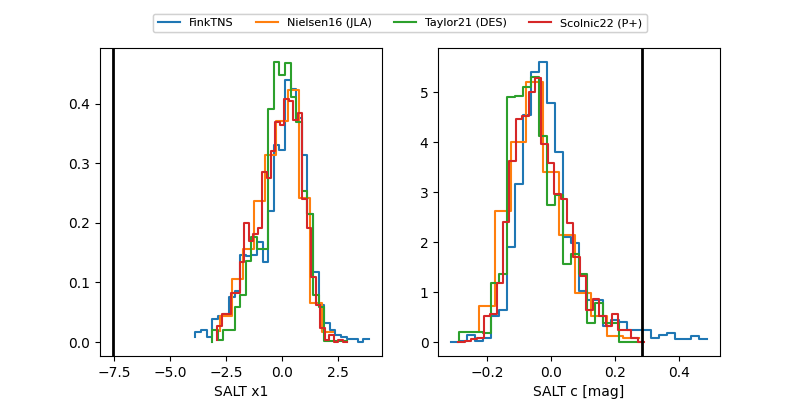 FinkTNS Nielsen16 (JLA) Taylor21 (DES) Scolnic22 (P+)
0.4
0.3
0.2
0.1
0.0
−7.5 −5.0 −2.5 0.0 2.5
SALT x1
5
4
3
2
1
0
−0.2 0.0 0.2 0.4
SALT c [mag]